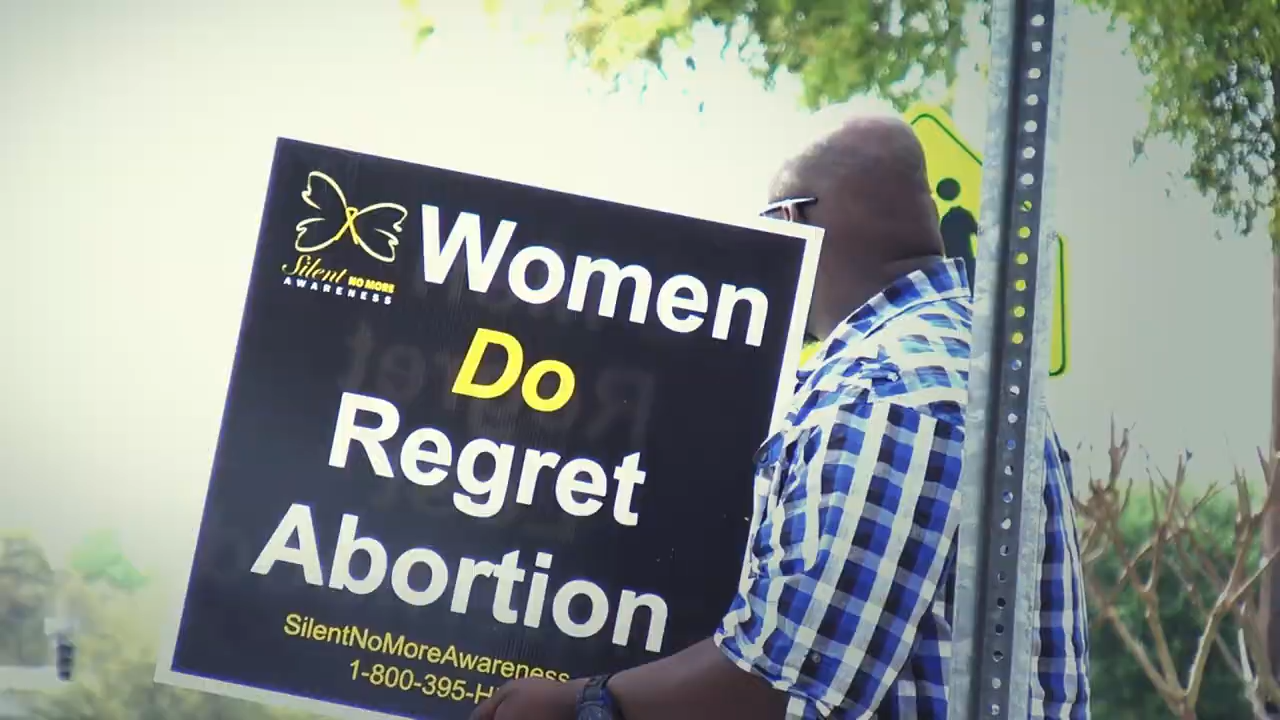 Women
Silent NO MORE
AWARENESS
Do
Regret
Abortion
SilentNoMoreAwareness
1-800-395-H